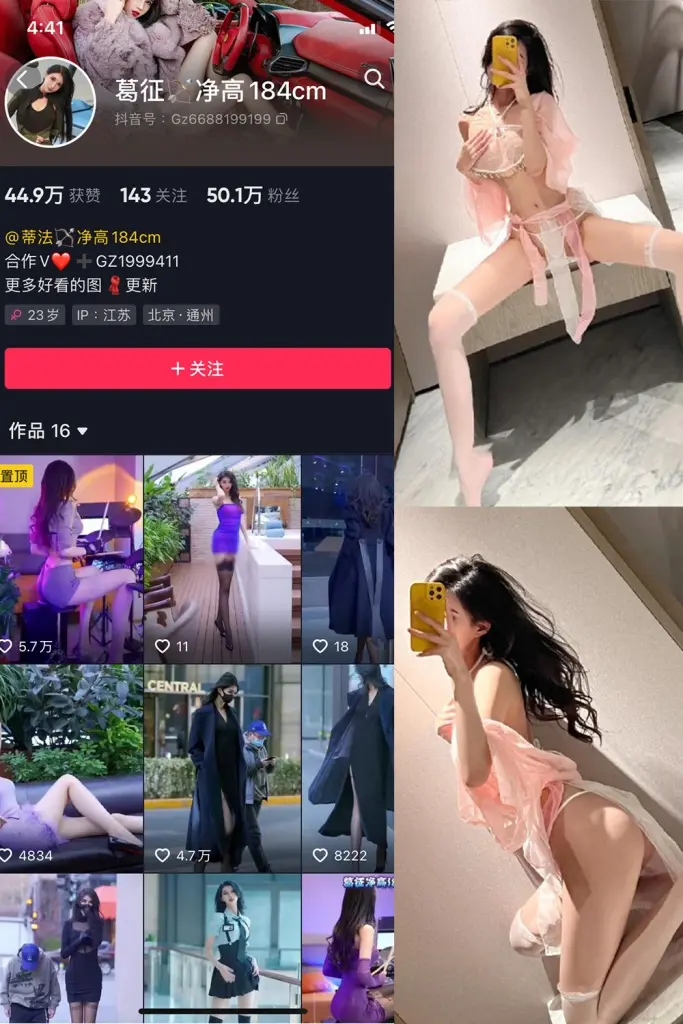 4:41
葛征🏹净高184cm
抖音号：Gz6688199199
44.9万 获赞 143 关注 50.1万 粉丝
@蒂法🏹净高184cm
合作V❤️➕GZ1999411
更多好看的图🧣更新
23岁 IP：江苏 北京·通州
＋关注
作品 16
置顶
5.7万 11 18
CENTRAL
4834 4.7万 8222